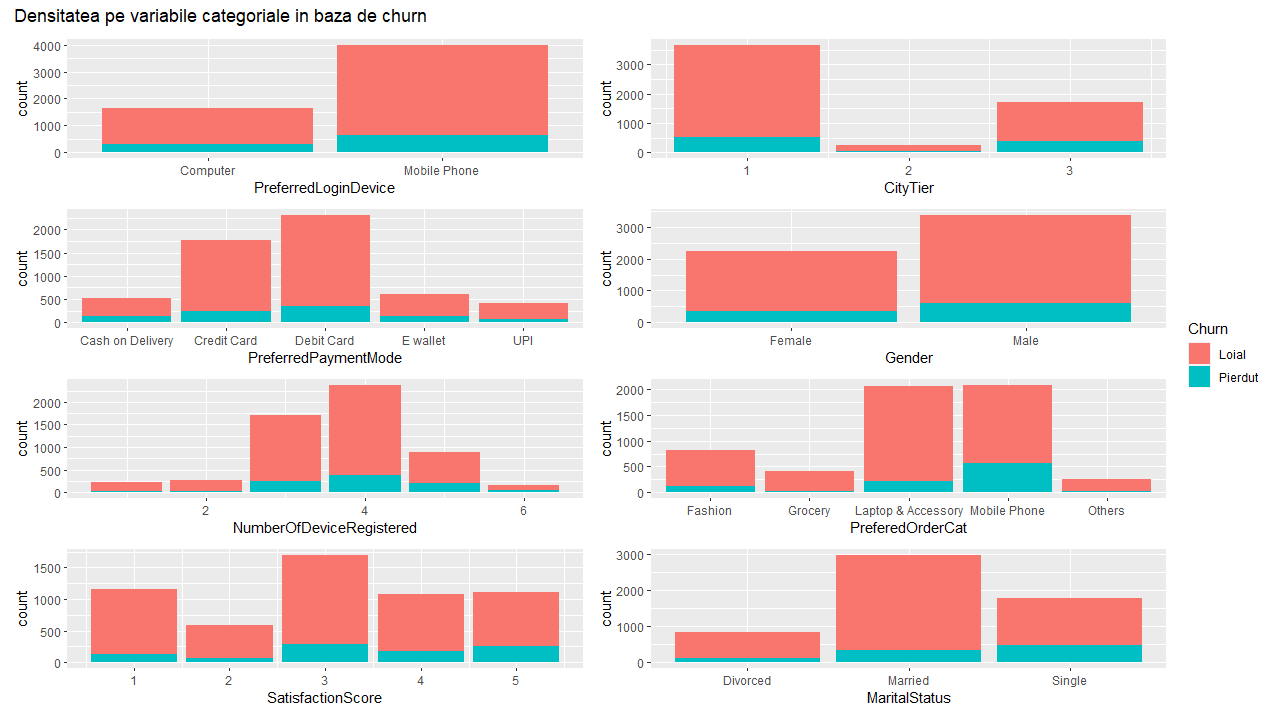 Densitatea pe variabile categoriale in baza de churn
4000
3000
2000
1000
0
count
Computer
Mobile Phone
PreferredLoginDevice
3000
2000
1000
0
count
1
2
3
CityTier
2000
1500
1000
500
0
count
Cash on Delivery
Credit Card
Debit Card
E wallet
UPI
PreferredPaymentMode
3000
2000
1000
0
count
Female
Male
Gender
2000
1500
1000
500
0
count
2
4
6
NumberOfDeviceRegistered
2000
1500
1000
500
0
count
Fashion
Grocery
Laptop & Accessory
Mobile Phone
Others
PreferedOrderCat
1500
1000
500
0
count
1
2
3
4
5
SatisfactionScore
3000
2000
1000
0
count
Divorced
Married
Single
MaritalStatus
Churn
Loial
Pierdut